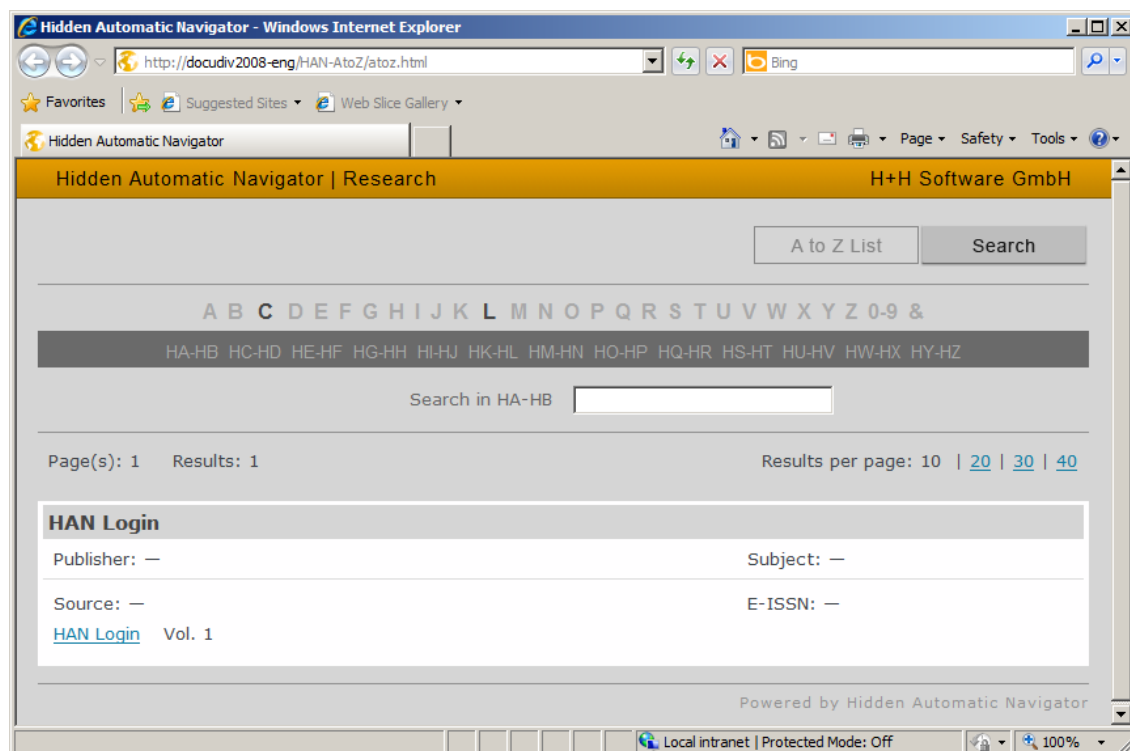 Hidden Automatic Navigator - Windows Internet Explorer
http://docudiv2008-eng/HAN-AtoZ/atoz.html Bing
Favorites Suggested Sites Web Slice Gallery
Hidden Automatic Navigator Page Safety Tools
Hidden Automatic Navigator | Research H+H Software GmbH
A to Z List Search
A B C D E F G H I J K L M N O P Q R S T U V W X Y Z 0-9 &
HA-HB HC-HD HE-HF HG-HH HI-HJ HK-HL HM-HN HO-HP HQ-HR HS-HT HU-HV HW-HX HY-HZ
Search in HA-HB
Page(s): 1 Results: 1 Results per page: 10 | 20 | 30 | 40
HAN Login
Publisher: — Subject: —
Source: — E-ISSN: —
HAN Login Vol. 1
Powered by Hidden Automatic Navigator
Local intranet | Protected Mode: Off 100%